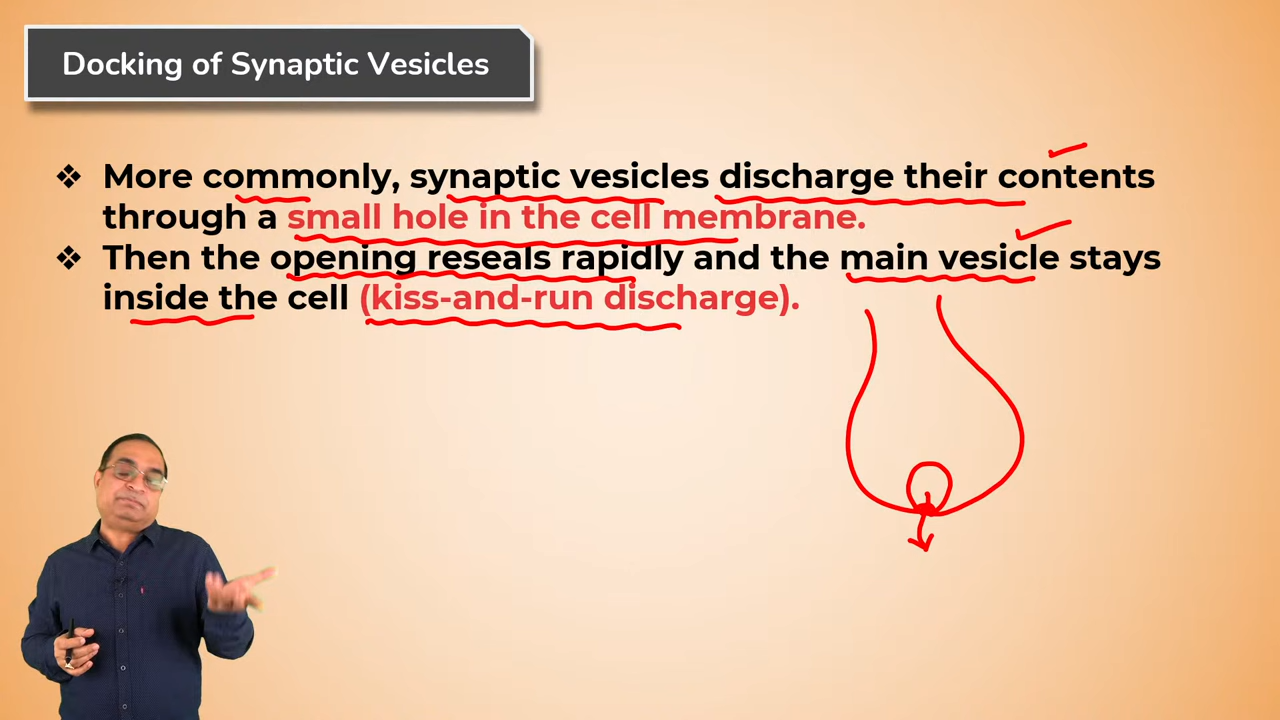 Docking of Synaptic Vesicles
❖ More commonly, synaptic vesicles discharge their contents
through a small hole in the cell membrane.
❖ Then the opening reseals rapidly and the main vesicle stays
inside the cell (kiss-and-run discharge).